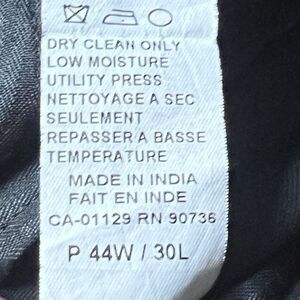 DRY CLEAN ONLY
LOW MOISTURE
UTILITY PRESS
NETTOYAGE A SEC
SEULEMENT
REPASSER A BASSE
TEMPERATURE
MADE IN INDIA
FAIT EN INDE
CA-01129 RN 90736
P 44W / 30L